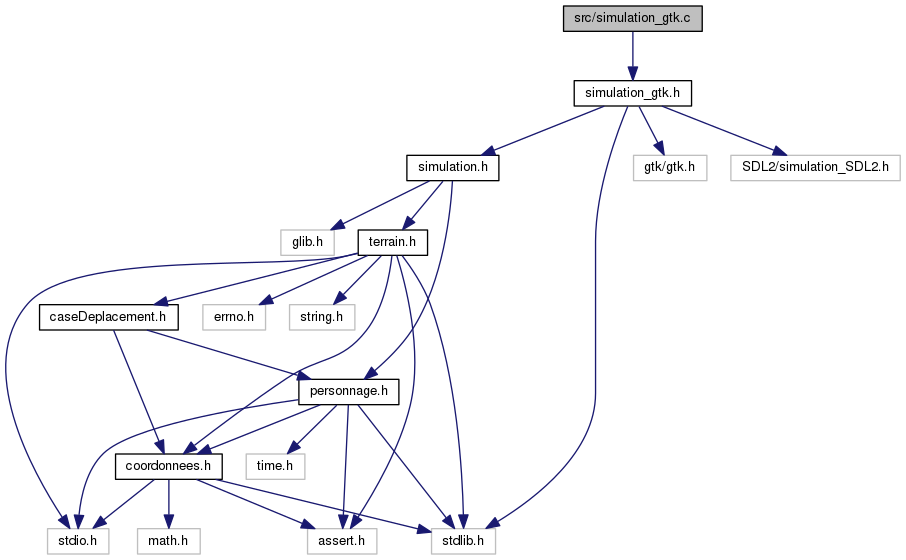 src/simulation_gtk.c
simulation_gtk.h
simulation.h
gtk/gtk.h
SDL2/simulation_SDL2.h
glib.h
terrain.h
caseDeplacement.h
errno.h
string.h
personnage.h
coordonnees.h
time.h
stdio.h
math.h
assert.h
stdlib.h